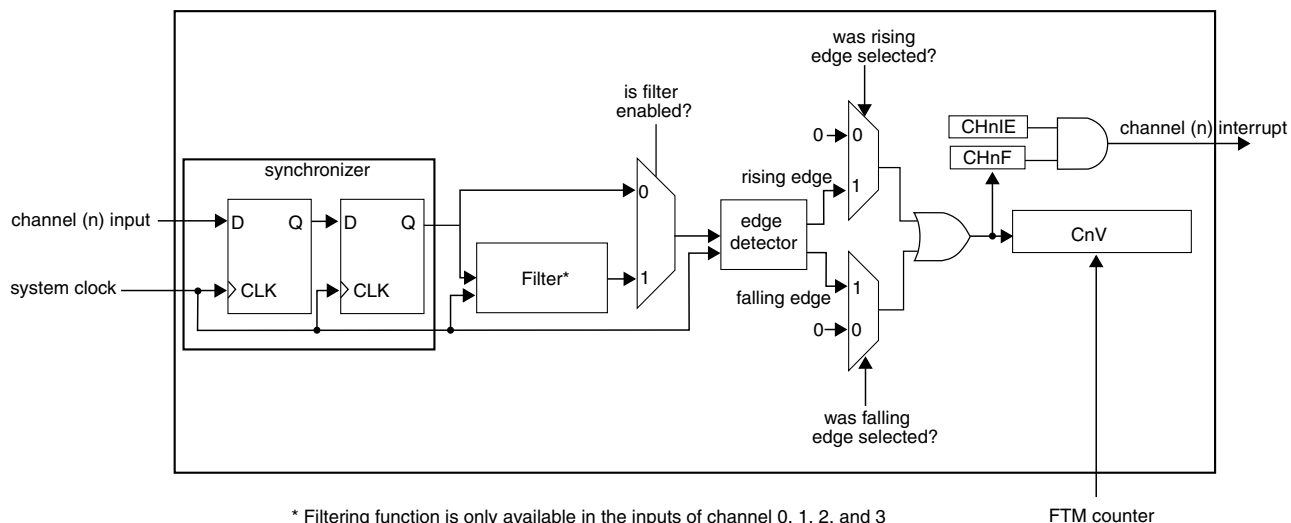 was rising
edge selected?
is filter
enabled?
0
0
CHnIE
channel (n) interrupt
CHnF
synchronizer
rising edge
1
0
channel (n) input
D
Q
D
Q
edge
detector
CnV
Filter*
1
system clock
CLK
CLK
falling edge
1
0
0
was falling
edge selected?
* Filtering function is only available in the inputs of channel 0, 1, 2, and 3
FTM counter